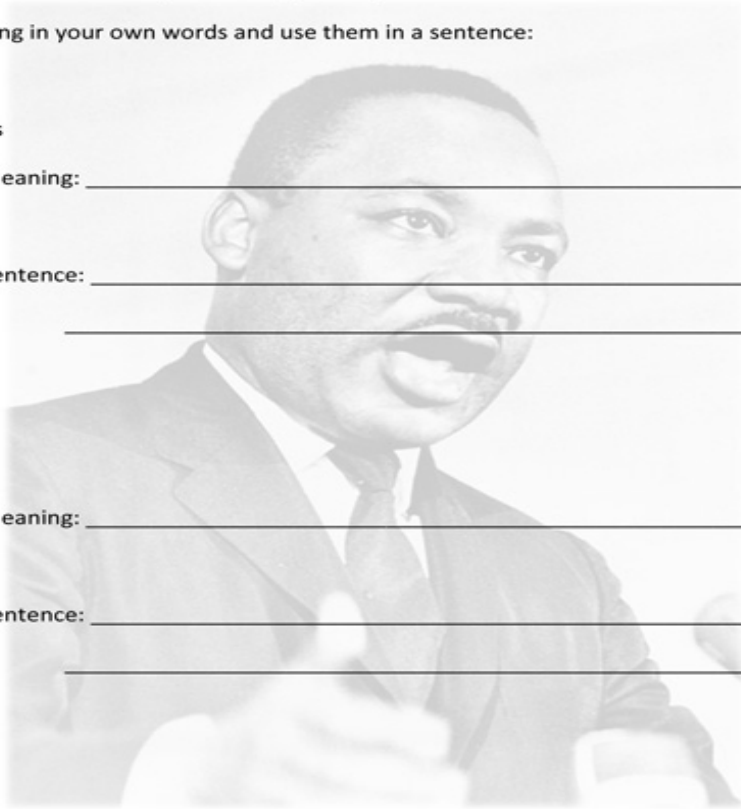 ng in your own words and use them in a sentence:
s
eaning:
entence:
eaning:
entence: